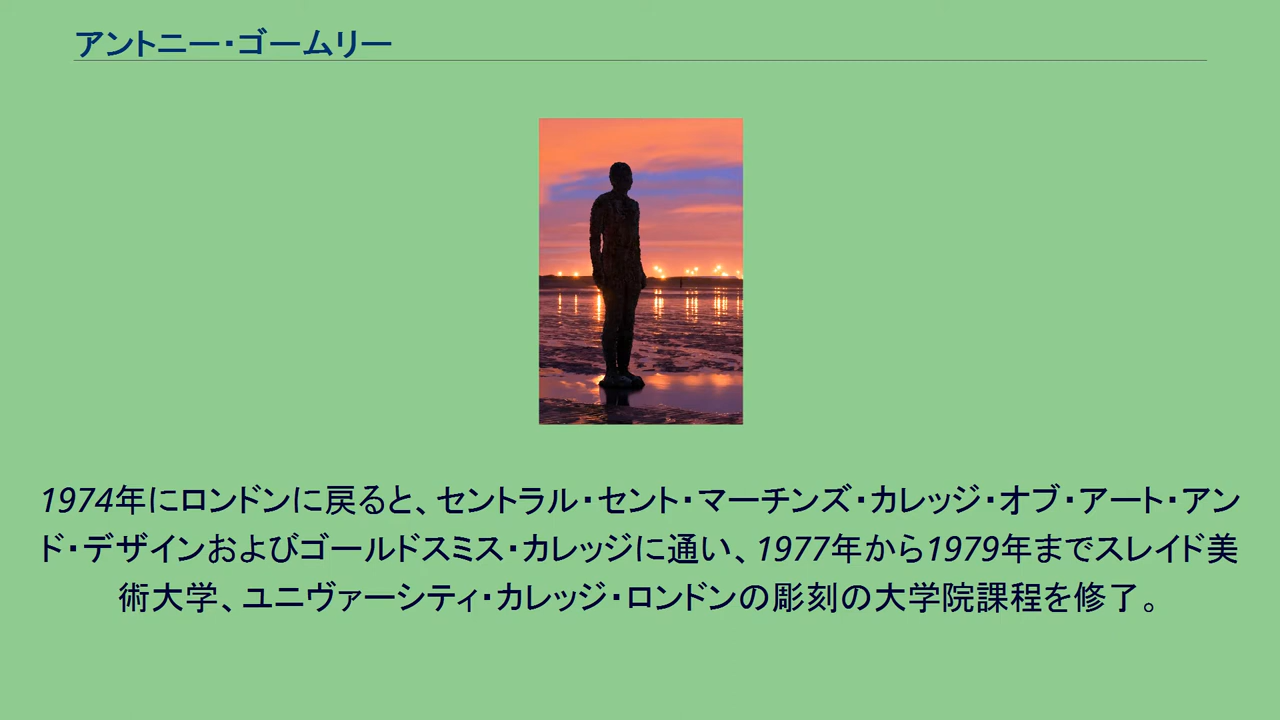 アントニー・ゴームリー
1974年にロンドンに戻ると、セントラル・セント・マーチンズ・カレッジ・オブ・アート・アン
ド・デザインおよびゴールドスミス・カレッジに通い、1977年から1979年までスレイド美
術大学、ユニヴァーシティ・カレッジ・ロンドンの彫刻の大学院課程を修了。